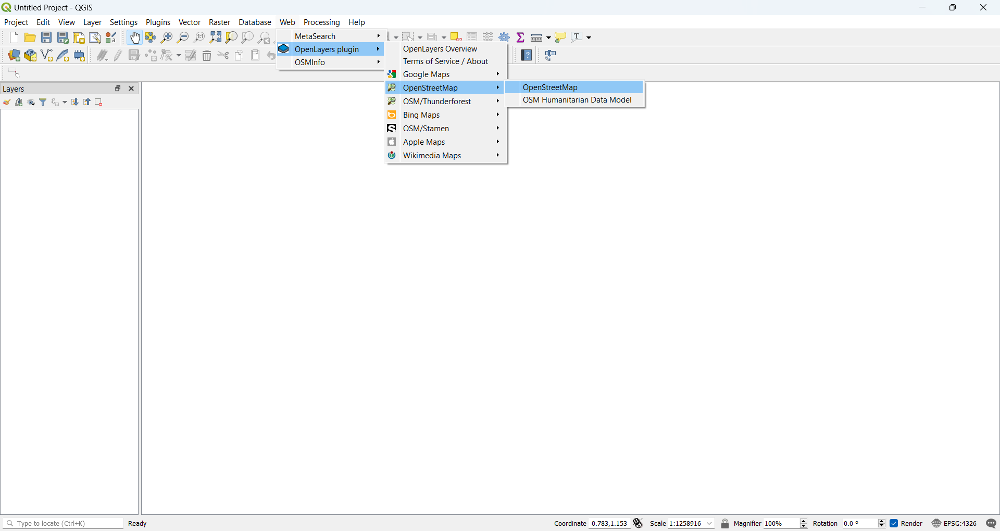 Untitled Project - QGIS
Project Edit View Layer Settings Plugins Vector Raster Database Web Processing Help
MetaSearch
OpenLayers plugin
OSMInfo
OpenLayers Overview
Terms of Service / About
Google Maps
OpenStreetMap
OSM/Thunderforest
Bing Maps
OSM/Stamen
Apple Maps
Wikimedia Maps
OpenStreetMap
OSM Humanitarian Data Model
Layers
Type to locate (Ctrl+K) Ready Coordinate 0.783,1.153 Scale 1:1258916 Magnifier 100% Rotation 0.0 ° Render EPSG:4326